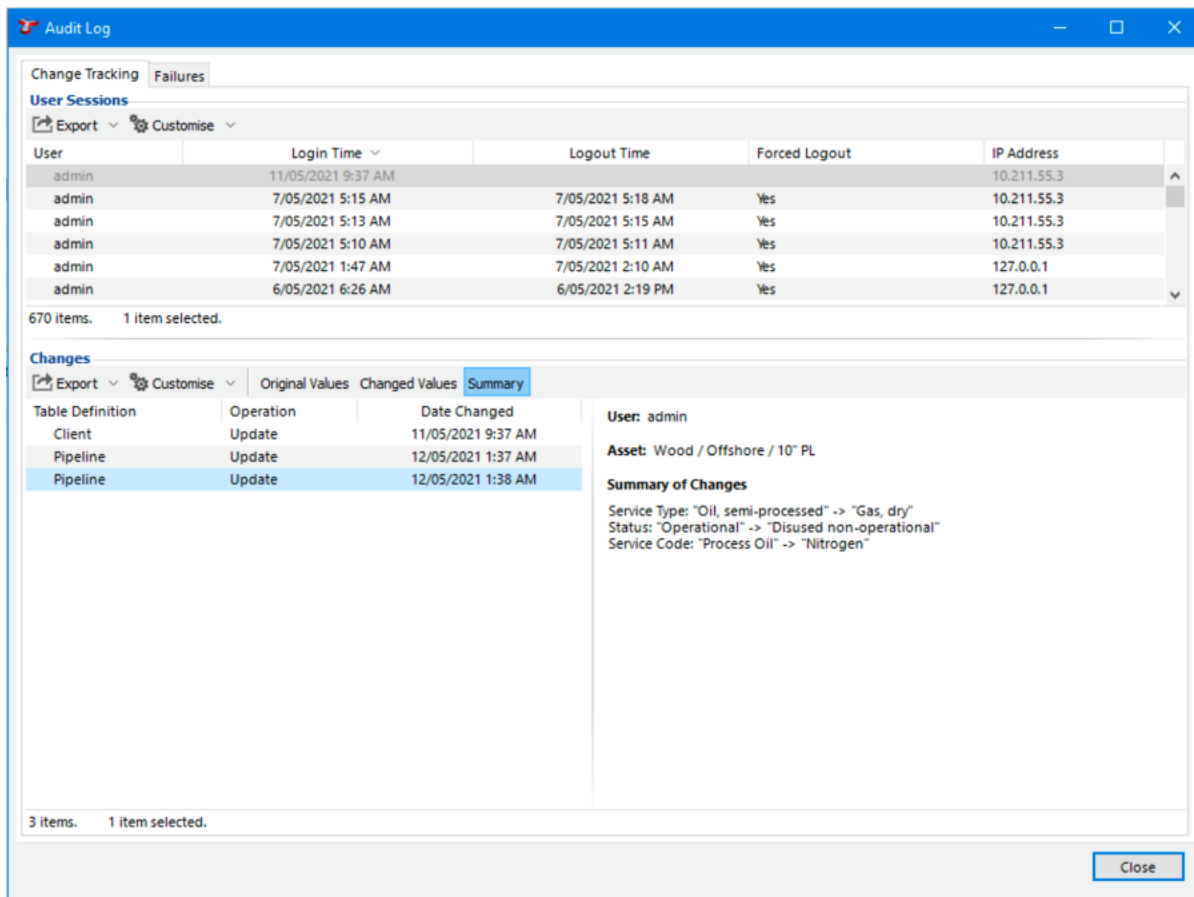 Audit Log
Change Tracking Failures
User Sessions
Export Customise
User Login Time Logout Time Forced Logout IP Address
admin 11/05/2021 9:37 AM 10.211.55.3
admin 7/05/2021 5:15 AM 7/05/2021 5:18 AM Yes 10.211.55.3
admin 7/05/2021 5:13 AM 7/05/2021 5:15 AM Yes 10.211.55.3
admin 7/05/2021 5:10 AM 7/05/2021 5:11 AM Yes 10.211.55.3
admin 7/05/2021 1:47 AM 7/05/2021 2:10 AM Yes 127.0.0.1
admin 6/05/2021 6:26 AM 6/05/2021 2:19 PM Yes 127.0.0.1
670 items. 1 item selected.
Changes
Export Customise Original Values Changed Values Summary
Table Definition Operation Date Changed
Client Update 11/05/2021 9:37 AM
Pipeline Update 12/05/2021 1:37 AM
Pipeline Update 12/05/2021 1:38 AM
User: admin
Asset: Wood / Offshore / 10" PL
Summary of Changes
Service Type: "Oil, semi-processed" -> "Gas, dry"
Status: "Operational" -> "Disused non-operational"
Service Code: "Process Oil" -> "Nitrogen"
3 items. 1 item selected.
Close